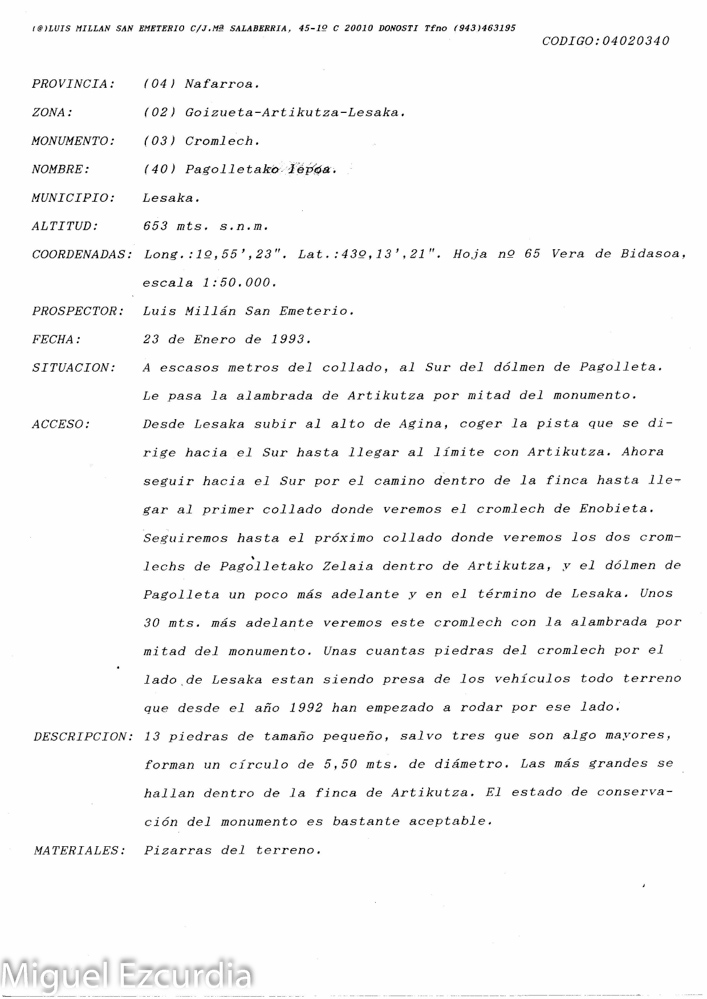 (@)LUIS MILLAN SAN EMETERIO C/J.Mª SALABERRIA, 45-1º C 20010 DONOSTI Tfno (943)463195
CODIGO:04020340
PROVINCIA: (04) Nafarroa.
ZONA: (02) Goizueta-Artikutza-Lesaka.
MONUMENTO: (03) Cromlech.
NOMBRE: (40) Pagolletako lepoa.
MUNICIPIO: Lesaka.
ALTITUD: 653 mts. s.n.m.
COORDENADAS: Long.:1º,55',23". Lat.:43º,13',21". Hoja nº 65 Vera de Bidasoa,
escala 1:50.000.
PROSPECTOR: Luis Millán San Emeterio.
FECHA: 23 de Enero de 1993.
SITUACION: A escasos metros del collado, al Sur del dólmen de Pagolleta.
Le pasa la alambrada de Artikutza por mitad del monumento.
ACCESO: Desde Lesaka subir al alto de Agina, coger la pista que se di-
rige hacia el Sur hasta llegar al límite con Artikutza. Ahora
seguir hacia el Sur por el camino dentro de la finca hasta lle-
gar al primer collado donde veremos el cromlech de Enobieta.
Seguiremos hasta el próximo collado donde veremos los dos crom-
lechs de Pagolletako Zelaia dentro de Artikutza, y el dólmen de
Pagolleta un poco más adelante y en el término de Lesaka. Unos
30 mts. más adelante veremos este cromlech con la alambrada por
mitad del monumento. Unas cuantas piedras del cromlech por el
lado de Lesaka estan siendo presa de los vehículos todo terreno
que desde el año 1992 han empezado a rodar por ese lado.
DESCRIPCION: 13 piedras de tamaño pequeño, salvo tres que son algo mayores,
forman un círculo de 5,50 mts. de diámetro. Las más grandes se
hallan dentro de la finca de Artikutza. El estado de conserva-
ción del monumento es bastante aceptable.
MATERIALES: Pizarras del terreno.
Miguel Ezcurdia